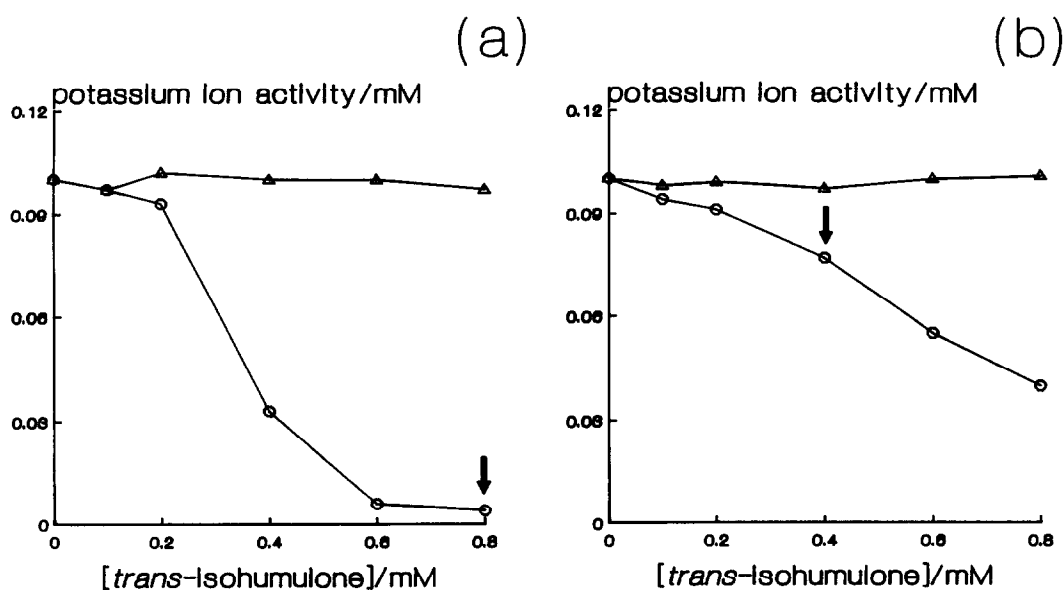 (a)
potassium ion activity/mM
0.12
0.09
0.06
0.03
0
0 0.2 0.4 0.6 0.8
[trans-isohumulone]/mM
(b)
potassium ion activity/mM
0.12
0.09
0.06
0.03
0
0 0.2 0.4 0.6 0.8
[trans-isohumulone]/mM